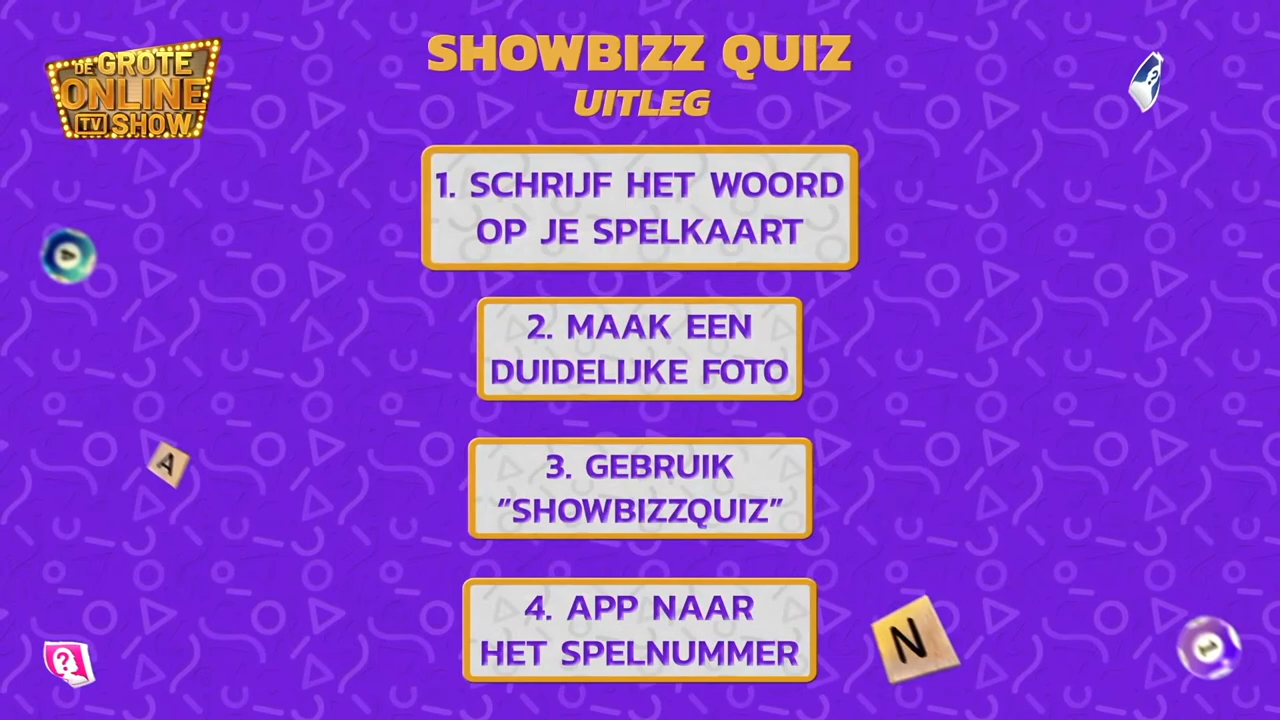 DE GROTE
ONLINE
TV SHOW
SHOWBIZZ QUIZ
UITLEG
1. SCHRIJF HET WOORD
OP JE SPELKAART
2. MAAK EEN
DUIDELIJKE FOTO
3. GEBRUIK
“SHOWBIZZQUIZ”
4. APP NAAR
HET SPELNUMMER
A
N
?
?